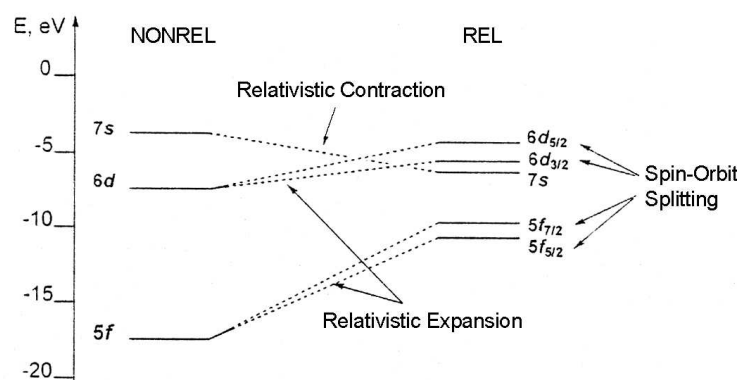 E, eV
NONREL
REL
0
Relativistic Contraction
7s
6d5/2
-5
6d3/2
Spin-Orbit
7s
6d
Splitting
-10
5f7/2
5f5/2
-15
Relativistic Expansion
5f
-20